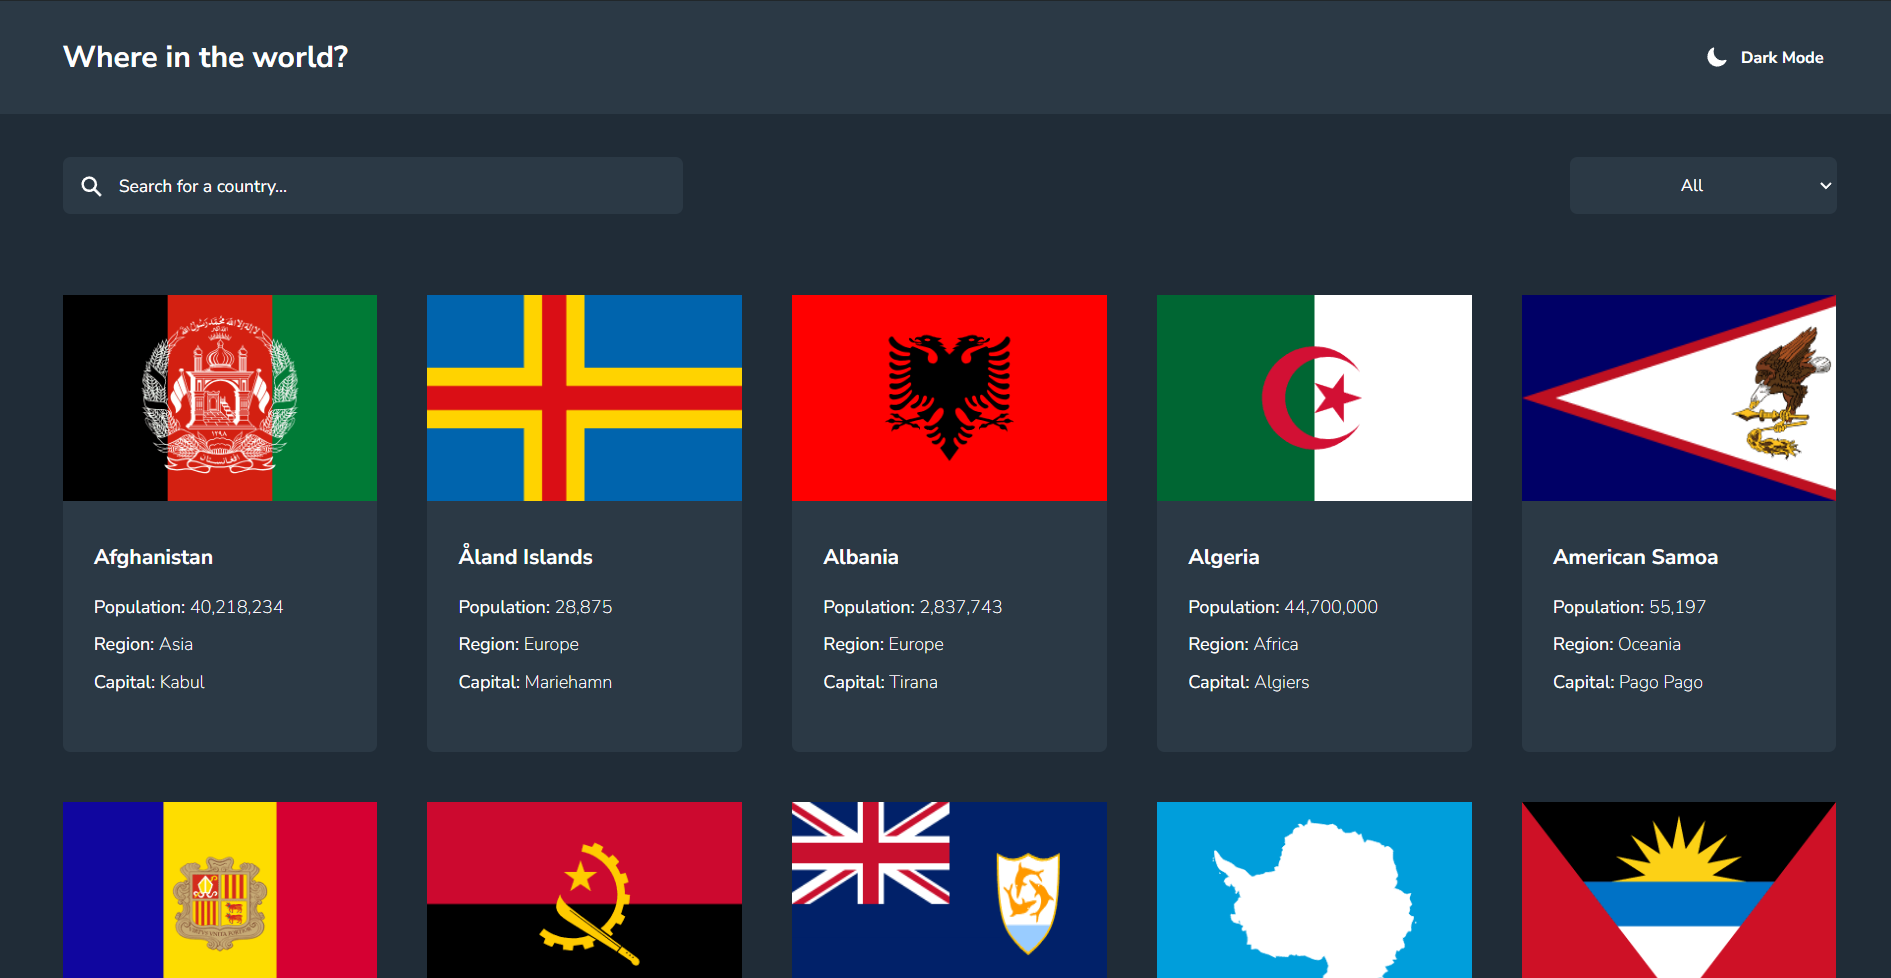 Where in the world?
Dark Mode
Search for a country...
All
Afghanistan
Population: 40,218,234
Region: Asia
Capital: Kabul
Åland Islands
Population: 28,875
Region: Europe
Capital: Mariehamn
Albania
Population: 2,837,743
Region: Europe
Capital: Tirana
Algeria
Population: 44,700,000
Region: Africa
Capital: Algiers
American Samoa
Population: 55,197
Region: Oceania
Capital: Pago Pago